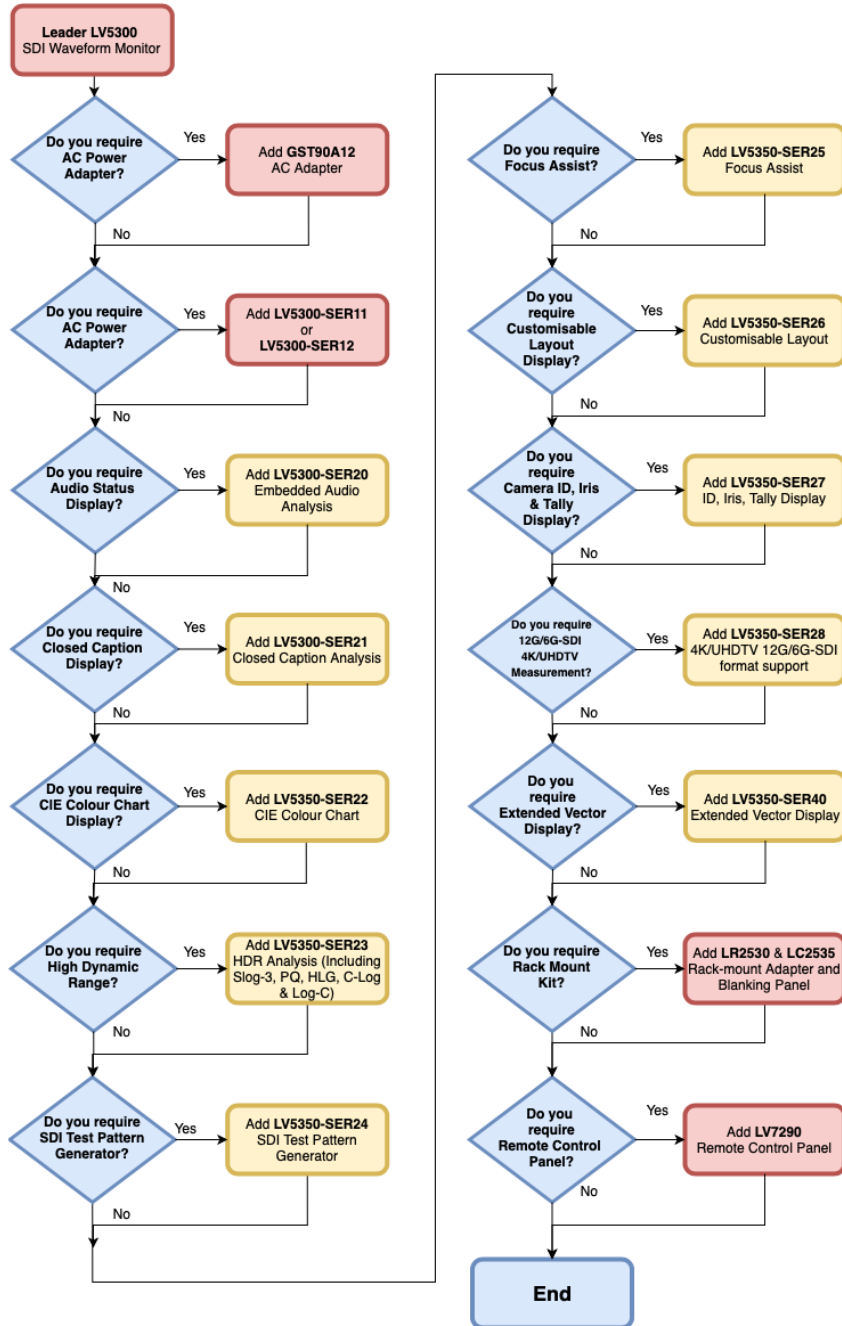 Leader LV5300
SDI Waveform Monitor
Do you require
AC Power
Adapter?
Yes
Add GST90A12
AC Adapter
No
Do you require
AC Power
Adapter?
Yes
Add LV5300-SER11
or
LV5300-SER12
No
Do you require
Audio Status
Display?
Yes
Add LV5300-SER20
Embedded Audio
Analysis
No
Do you require
Closed Caption
Display?
Yes
Add LV5300-SER21
Closed Caption Analysis
No
Do you require
CIE Colour Chart
Display?
Yes
Add LV5350-SER22
CIE Colour Chart
No
Do you require
High Dynamic
Range?
Yes
Add LV5350-SER23
HDR Analysis (Including
Slog-3, PQ, HLG, C-Log
& Log-C)
No
Do you require
SDI Test Pattern
Generator?
Yes
Add LV5350-SER24
SDI Test Pattern
Generator
No
Do you require
Focus Assist?
Yes
Add LV5350-SER25
Focus Assist
No
Do you
require
Customisable
Layout
Display?
Yes
Add LV5350-SER26
Customisable Layout
No
Do you
require
Camera ID, Iris
& Tally
Display?
Yes
Add LV5350-SER27
ID, Iris, Tally Display
No
Do you require
12G/6G-SDI
4K/UHDTV
Measurement?
Yes
Add LV5350-SER28
4K/UHDTV 12G/6G-SDI
format support
No
Do you
require
Extended Vector
Display?
Yes
Add LV5350-SER40
Extended Vector Display
No
Do you require
Rack Mount
Kit?
Yes
Add LR2530 & LC2535
Rack-mount Adapter and
Blanking Panel
No
Do you
require
Remote Control
Panel?
Yes
Add LV7290
Remote Control Panel
No
End